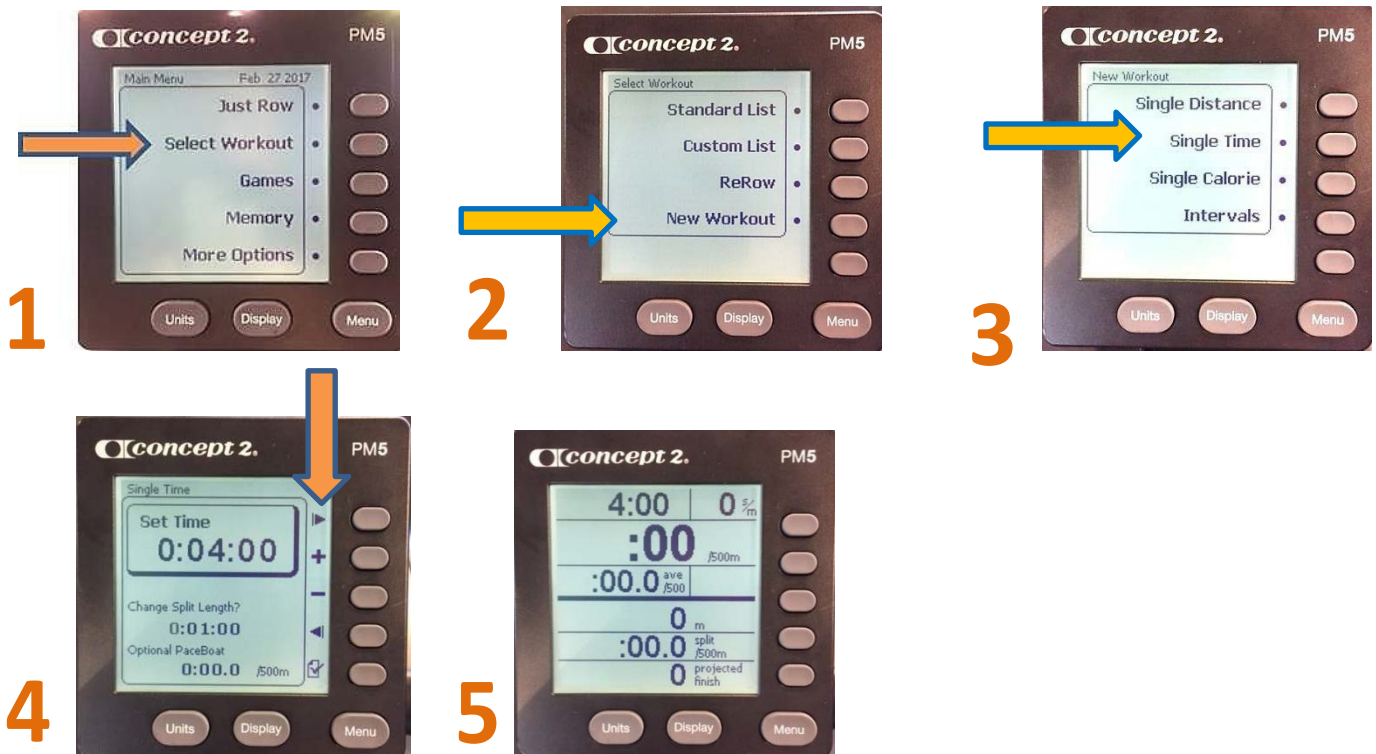 concept 2. PM5
Main Menu Feb. 27 2017
Just Row
Select Workout
Games
Memory
More Options
Units Display Menu
1
concept 2. PM5
Select Workout
Standard List
Custom List
ReRow
New Workout
Units Display Menu
2
concept 2. PM5
New Workout
Single Distance
Single Time
Single Calorie
Intervals
Units Display Menu
3
concept 2. PM5
Single Time
Set Time
0:04:00
+
Change Split Length?
−
0:01:00
Optional PaceBoat
0:00.0 /500m
Units Display Menu
4
concept 2. PM5
4:00 0 s/m
:00 /500m
:00.0 ave /500
0 m
:00.0 split /500m
0 projected finish
Units Display Menu
5